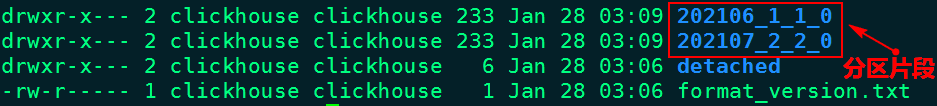 drwxr-x--- 2 clickhouse clickhouse 233 Jan 28 03:09 202106_1_1_0
drwxr-x--- 2 clickhouse clickhouse 233 Jan 28 03:09 202107_2_2_0
drwxr-x--- 2 clickhouse clickhouse   6 Jan 28 03:06 detached
分区片段
-rw-r----- 1 clickhouse clickhouse   1 Jan 28 03:06 format_version.txt